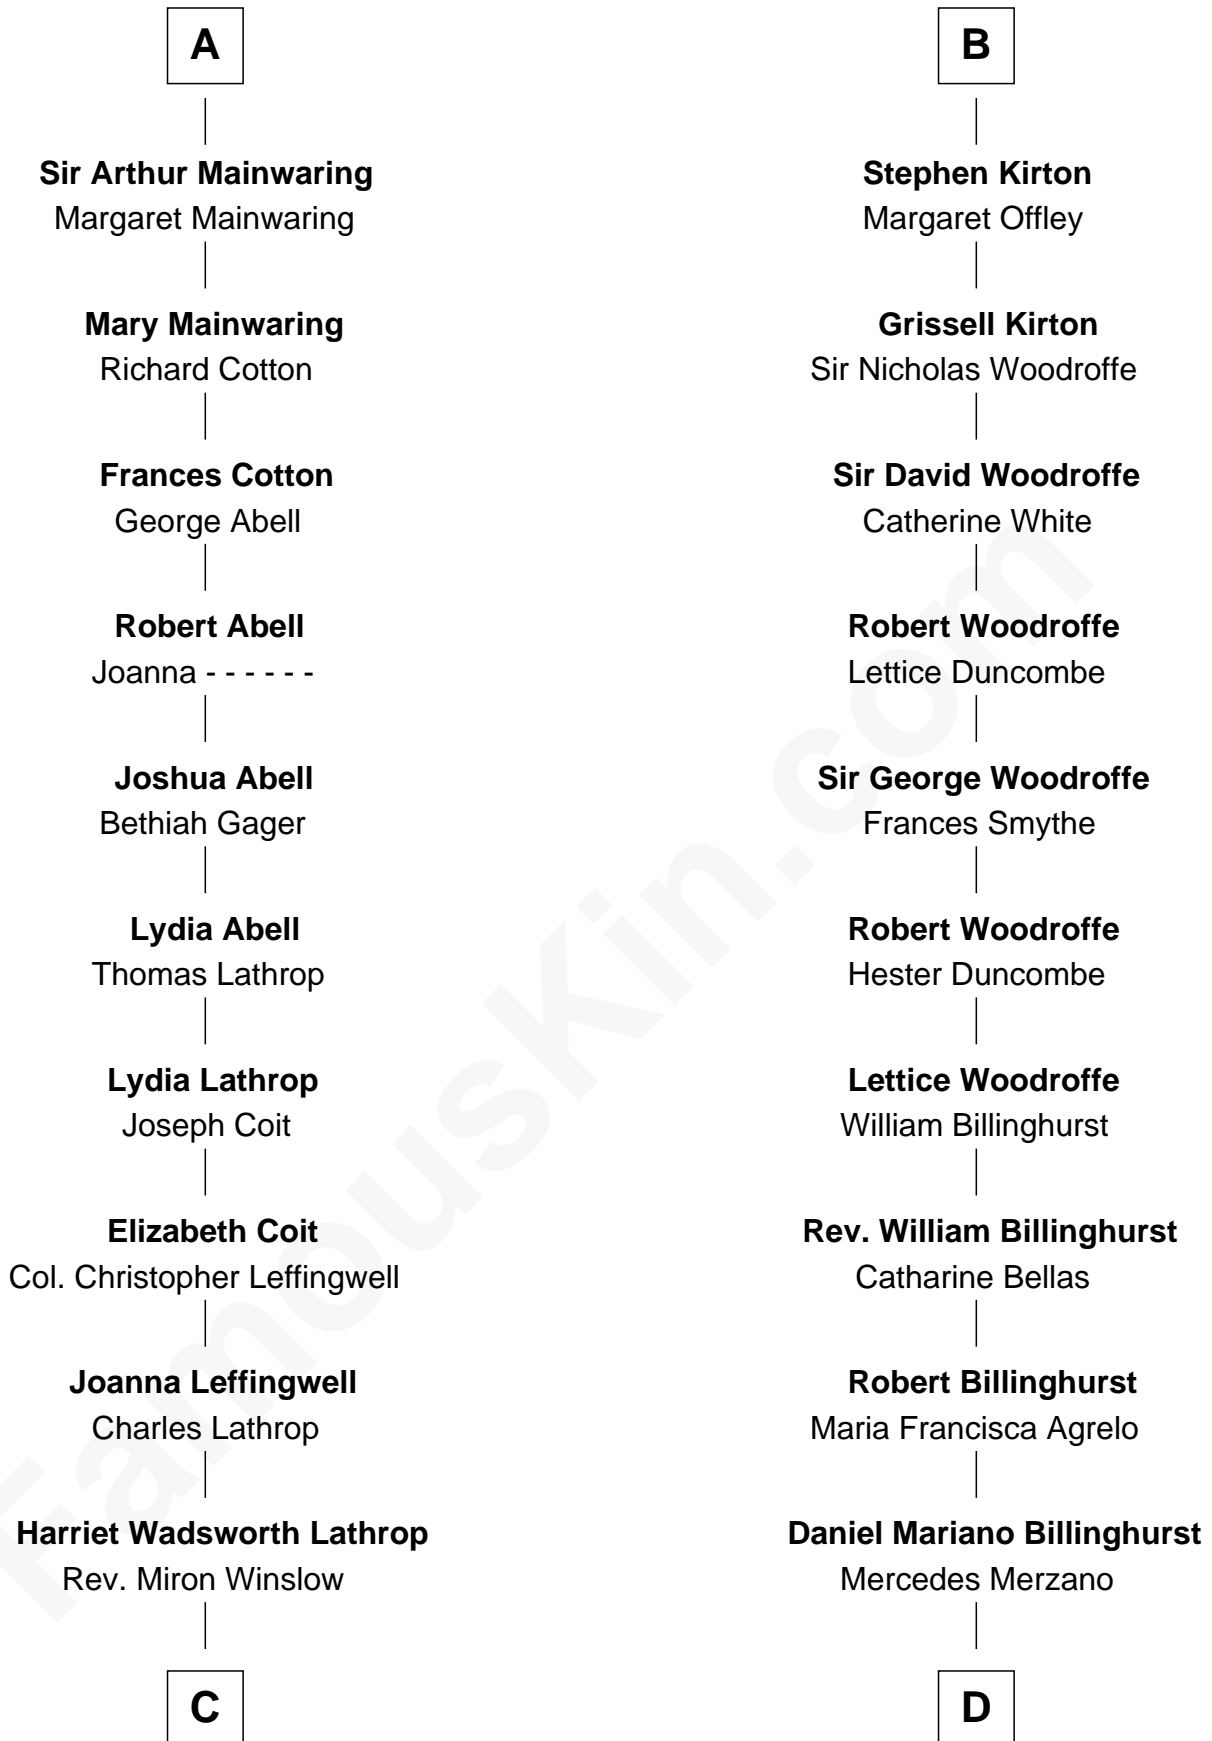 A
Sir Arthur Mainwaring
Margaret Mainwaring
Mary Mainwaring
Richard Cotton
Frances Cotton
George Abell
Robert Abell
Joanna - - - - - -
Joshua Abell
Bethiah Gager
Lydia Abell
Thomas Lathrop
Lydia Lathrop
Joseph Coit
Elizabeth Coit
Col. Christopher Leffingwell
Joanna Leffingwell
Charles Lathrop
Harriet Wadsworth Lathrop
Rev. Miron Winslow
C
B
Stephen Kirton
Margaret Offley
Grissell Kirton
Sir Nicholas Woodroffe
Sir David Woodroffe
Catherine White
Robert Woodroffe
Lettice Duncombe
Sir George Woodroffe
Frances Smythe
Robert Woodroffe
Hester Duncombe
Lettice Woodroffe
William Billinghurst
Rev. William Billinghurst
Catharine Bellas
Robert Billinghurst
Maria Francisca Agrelo
Daniel Mariano Billinghurst
Mercedes Merzano
D
FamousKin.com